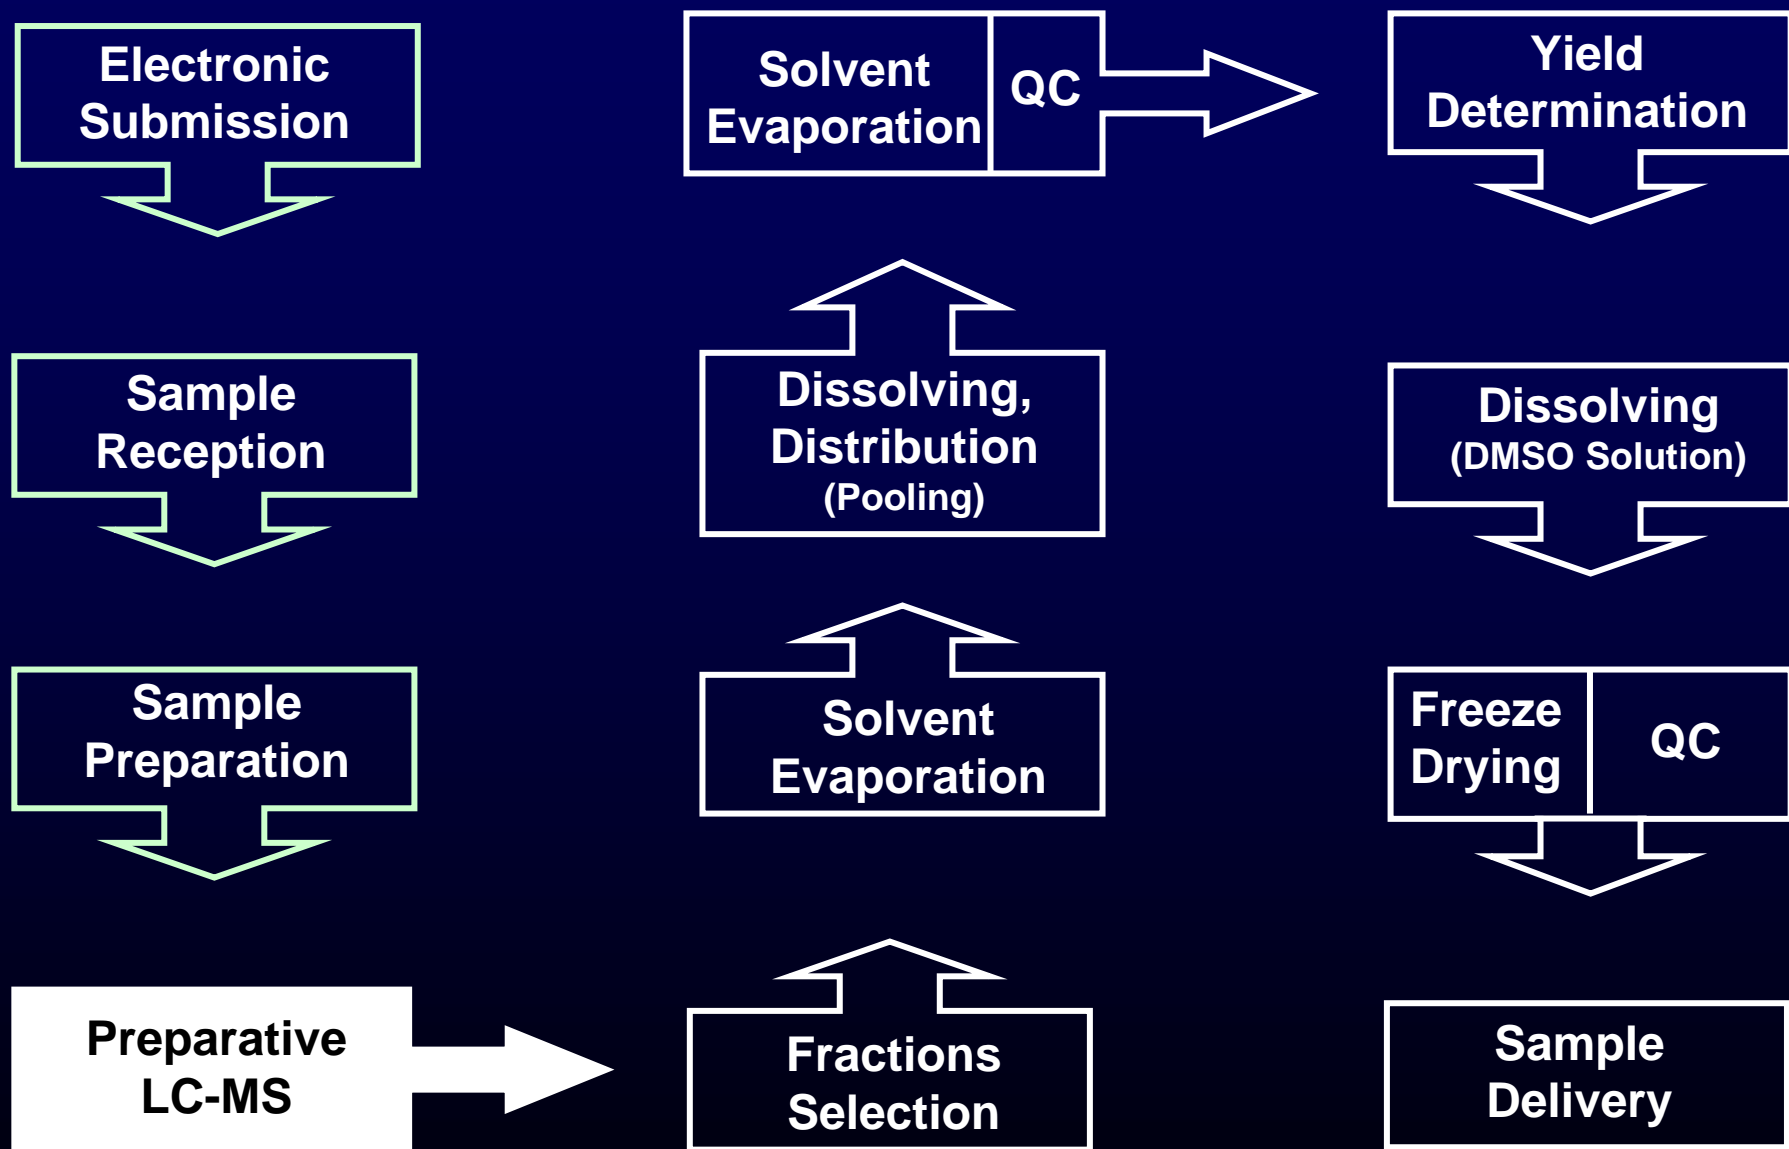 Electronic
Submission
Sample
Reception
Sample
Preparation
Preparative
LC-MS
Fractions
Selection
Solvent
Evaporation
Dissolving,
Distribution
(Pooling)
Solvent
Evaporation
QC
Yield
Determination
Dissolving
(DMSO Solution)
Freeze
Drying
QC
Sample
Delivery